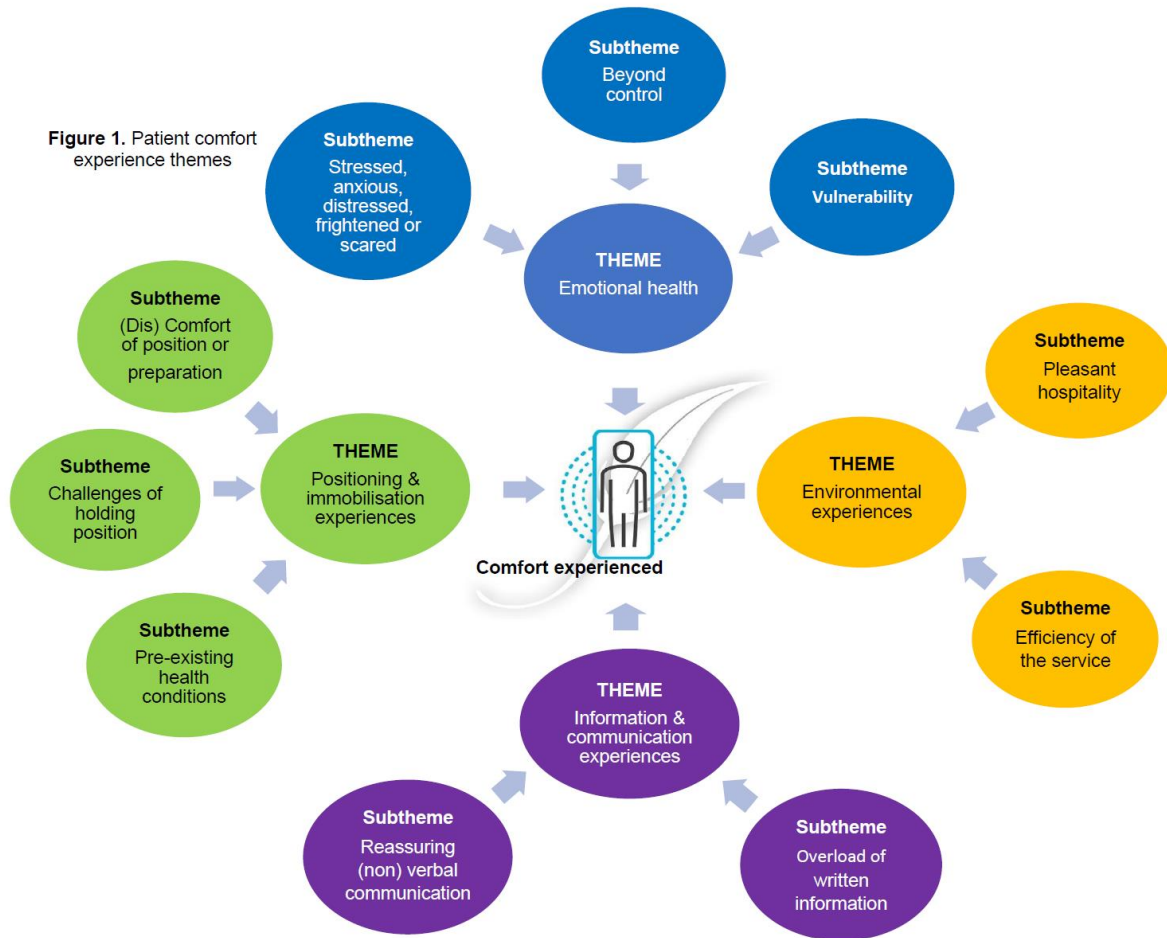 Figure 1. Patient comfort
experience themes
Subtheme
Beyond
control
Subtheme
Stressed,
anxious,
distressed,
frightened or
scared
Subtheme
Vulnerability
THEME
Emotional health
Subtheme
(Dis) Comfort
of position or
preparation
Subtheme
Challenges of
holding
position
Subtheme
Pre-existing
health
conditions
THEME
Positioning &
immobilisation
experiences
Comfort experienced
THEME
Environmental
experiences
Subtheme
Pleasant
hospitality
Subtheme
Efficiency of
the service
THEME
Information &
communication
experiences
Subtheme
Reassuring
(non) verbal
communication
Subtheme
Overload of
written
information